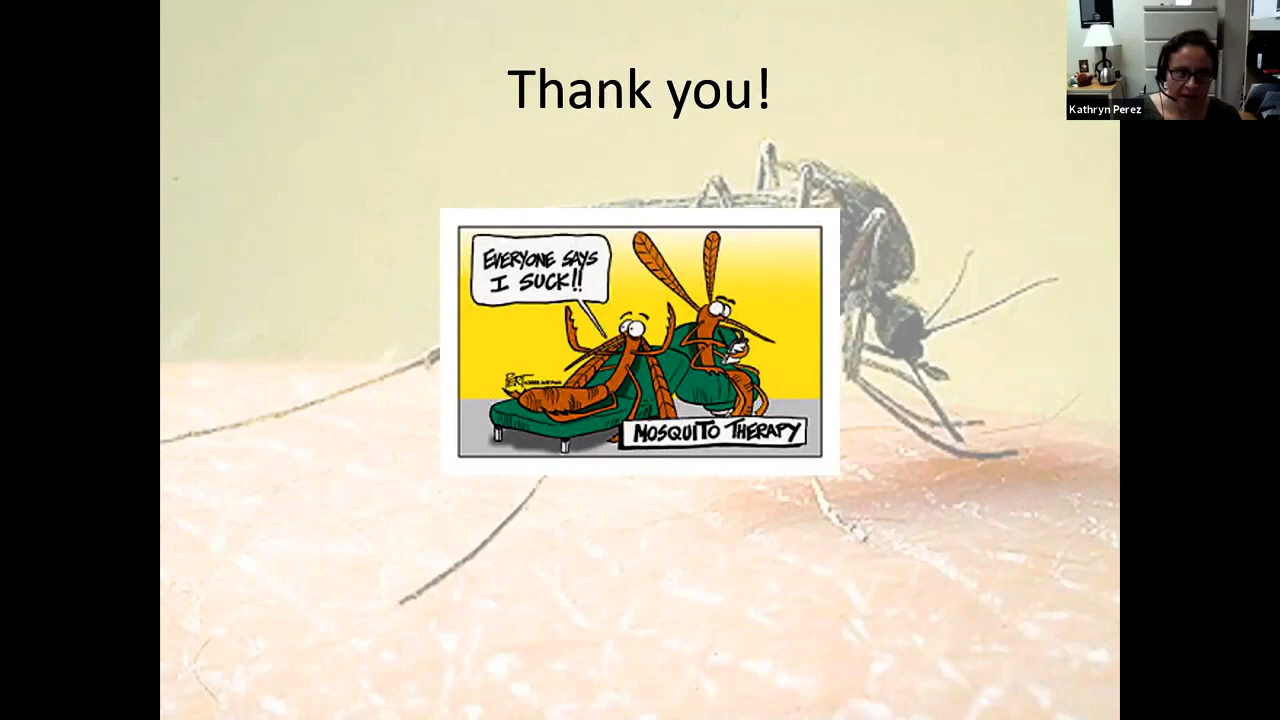 Thank you!
Kathryn Perez
EVERYONE SAYS
I SUCK!!
MOSQUITO THERAPY